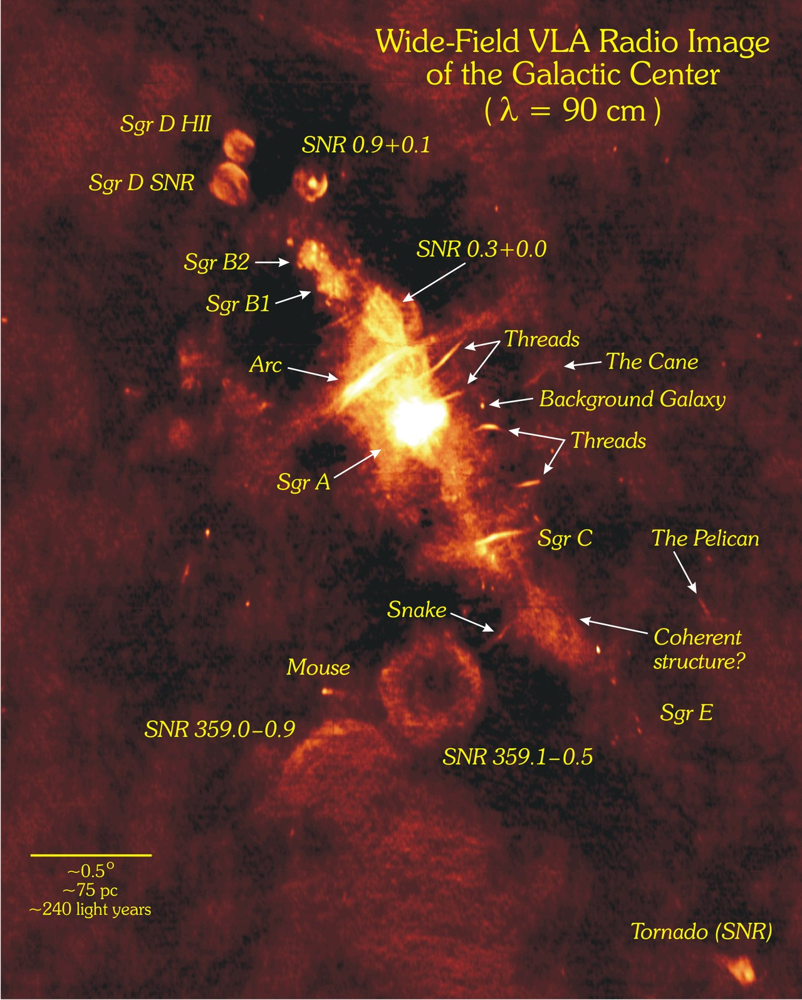 Wide-Field VLA Radio Image
of the Galactic Center
( λ = 90 cm )
Sgr D HII
SNR 0.9+0.1
Sgr D SNR
SNR 0.3+0.0
Sgr B2
Sgr B1
Threads
Arc
The Cane
Background Galaxy
Threads
Sgr A
Sgr C
The Pelican
Snake
Coherent
structure?
Mouse
Sgr E
SNR 359.0–0.9
SNR 359.1–0.5
~0.5°
~75 pc
~240 light years
Tornado (SNR)